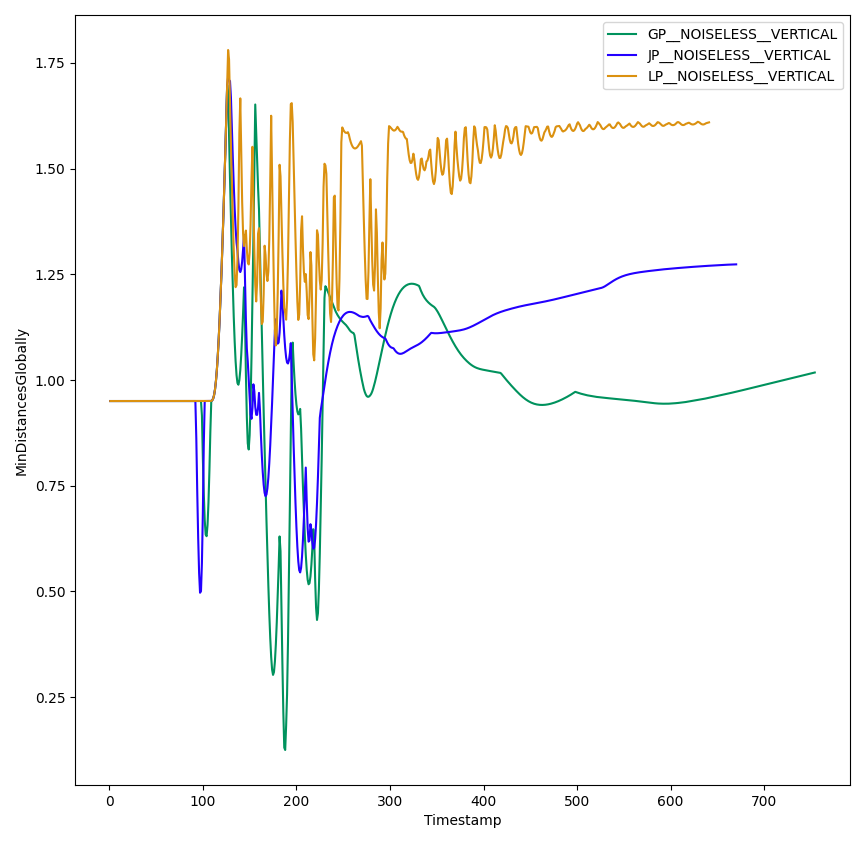 GP__NOISELESS__VERTICAL
JP__NOISELESS__VERTICAL
LP__NOISELESS__VERTICAL
1.75
1.50
1.25
1.00
0.75
0.50
0.25
MinDistancesGlobally
0 100 200 300 400 500 600 700
Timestamp